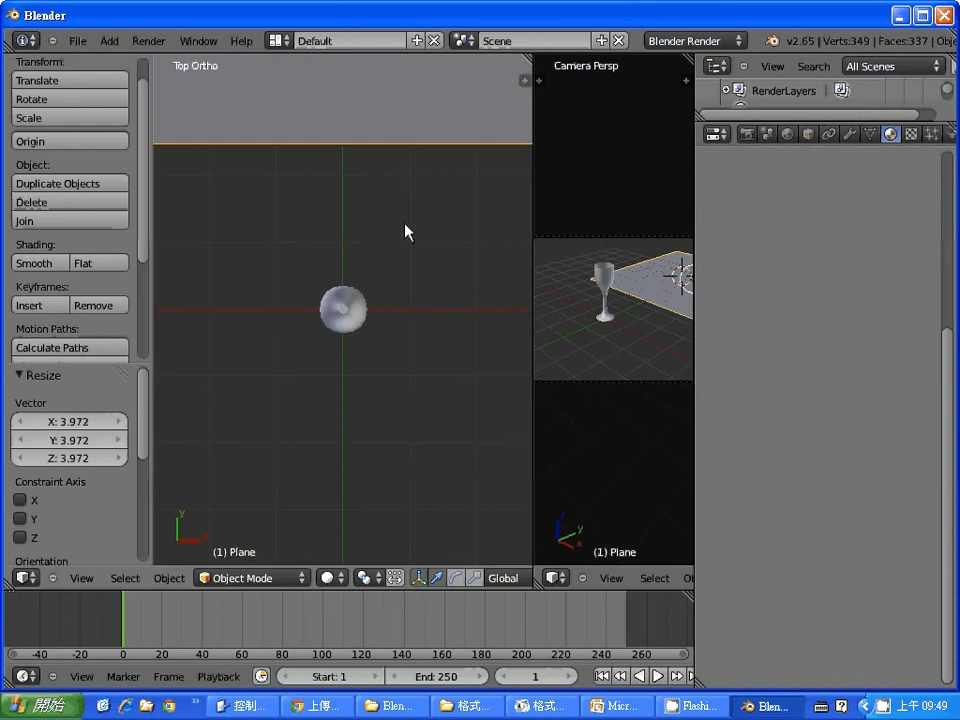 Blender
File Add Render Window Help Default Scene Blender Render v2.65 | Verts:349 | Faces:337 | Obje
Transform:
Translate
Rotate
Scale
Origin
Object:
Duplicate Objects
Delete
Join
Shading:
Smooth Flat
Keyframes:
Insert Remove
Motion Paths:
Calculate Paths
Resize
Vector
X: 3.972
Y: 3.972
Z: 3.972
Constraint Axis
X
Y
Z
Orientation
Top Ortho
y
(1) Plane
View Select Object Object Mode Global
Camera Persp
y
(1) Plane
View Select Ob
View Search All Scenes
RenderLayers
-40 -20 0 20 40 60 80 100 120 140 160 180 200 220 240 260
View Marker Frame Playback Start: 1 End: 250 1
開始 控制... 上傳... Blen... 格式... 格式... Micr... Flashi... Blen... 上午 09:49